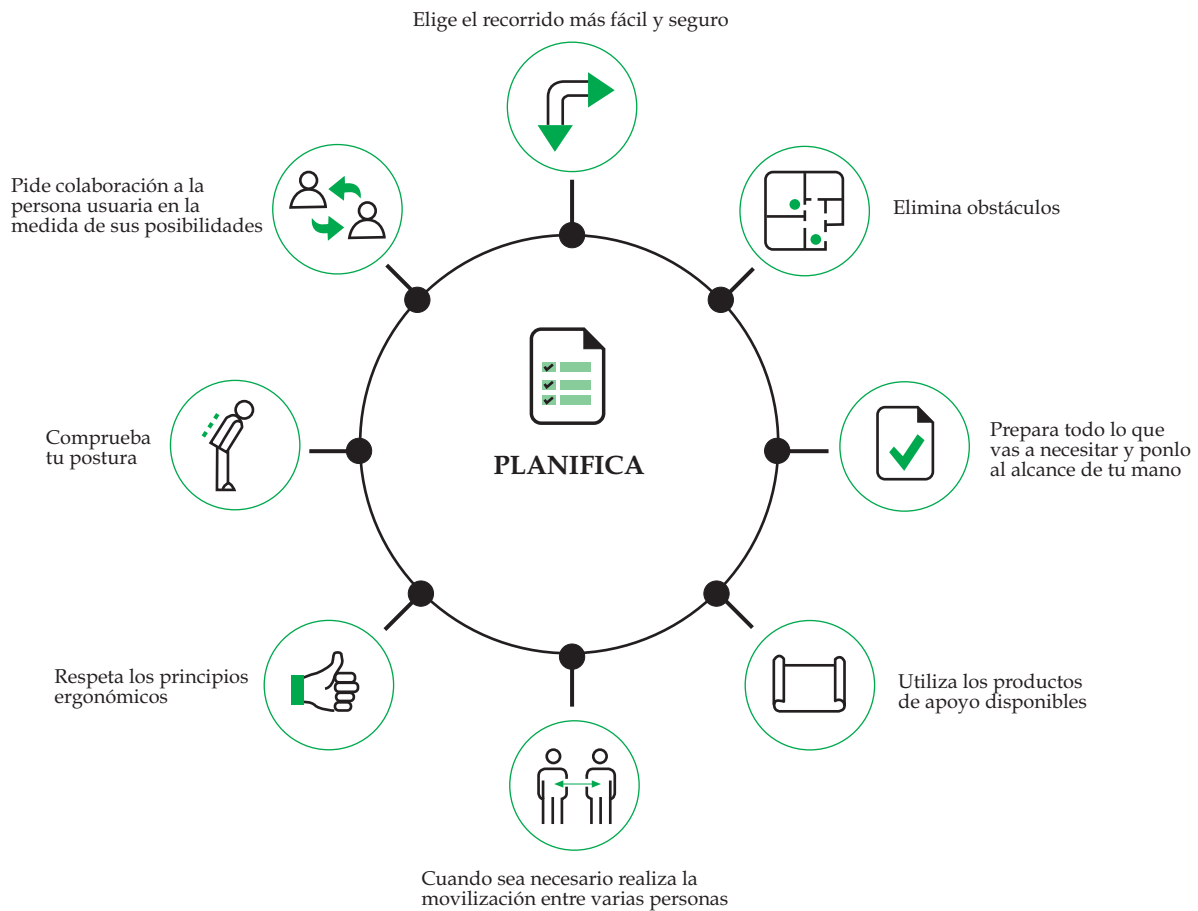 Elige el recorrido más fácil y seguro
Elimina obstáculos
Prepara todo lo que
vas a necesitar y ponlo
al alcance de tu mano
Utiliza los productos
de apoyo disponibles
Cuando sea necesario realiza la
movilización entre varias personas
Respeta los principios
ergonómicos
Comprueba
tu postura
Pide colaboración a la
persona usuaria en la
medida de sus posibilidades
PLANIFICA